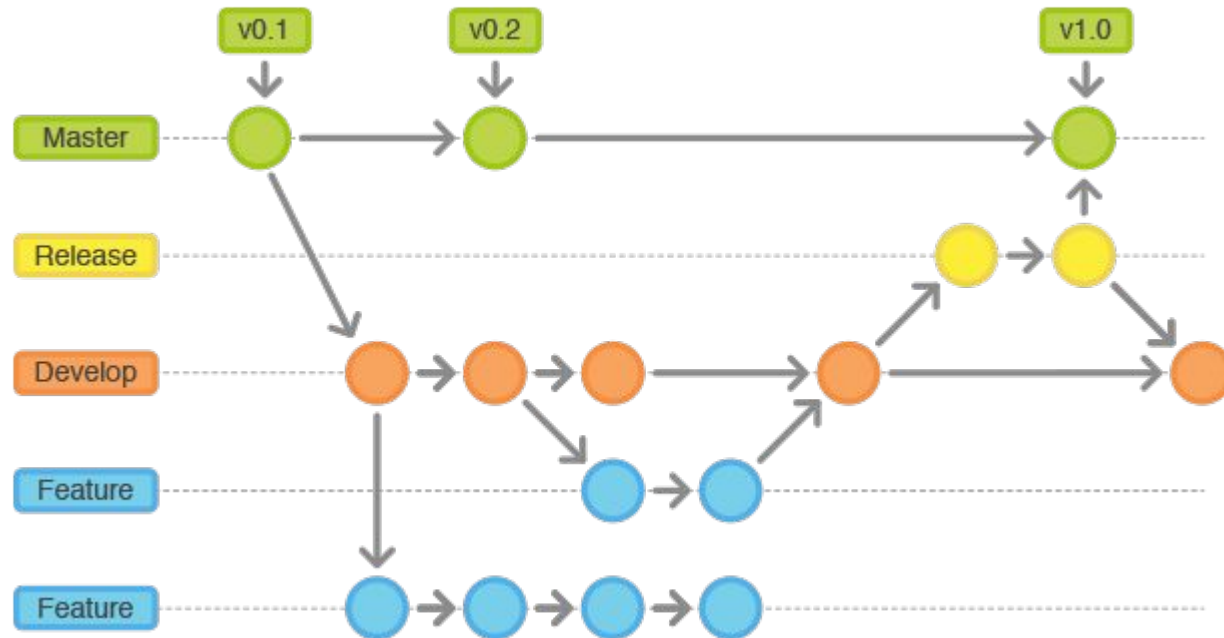 v0.1
v0.2
v1.0
Master
Release
Develop
Feature
Feature